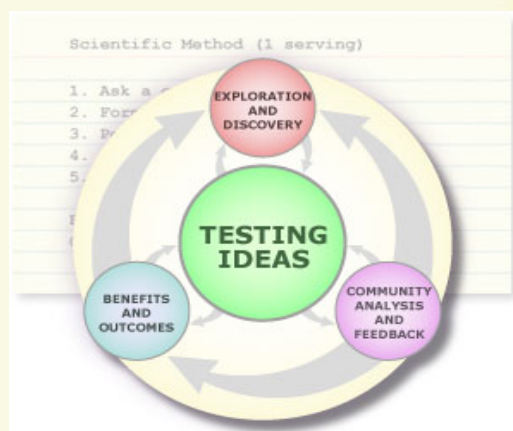 Scientific Method (1 serving)
1. Ask a
2.
3.
4.
5.
EXPLORATION
AND
DISCOVERY
TESTING
IDEAS
BENEFITS
AND
OUTCOMES
COMMUNITY
ANALYSIS
AND
FEEDBACK